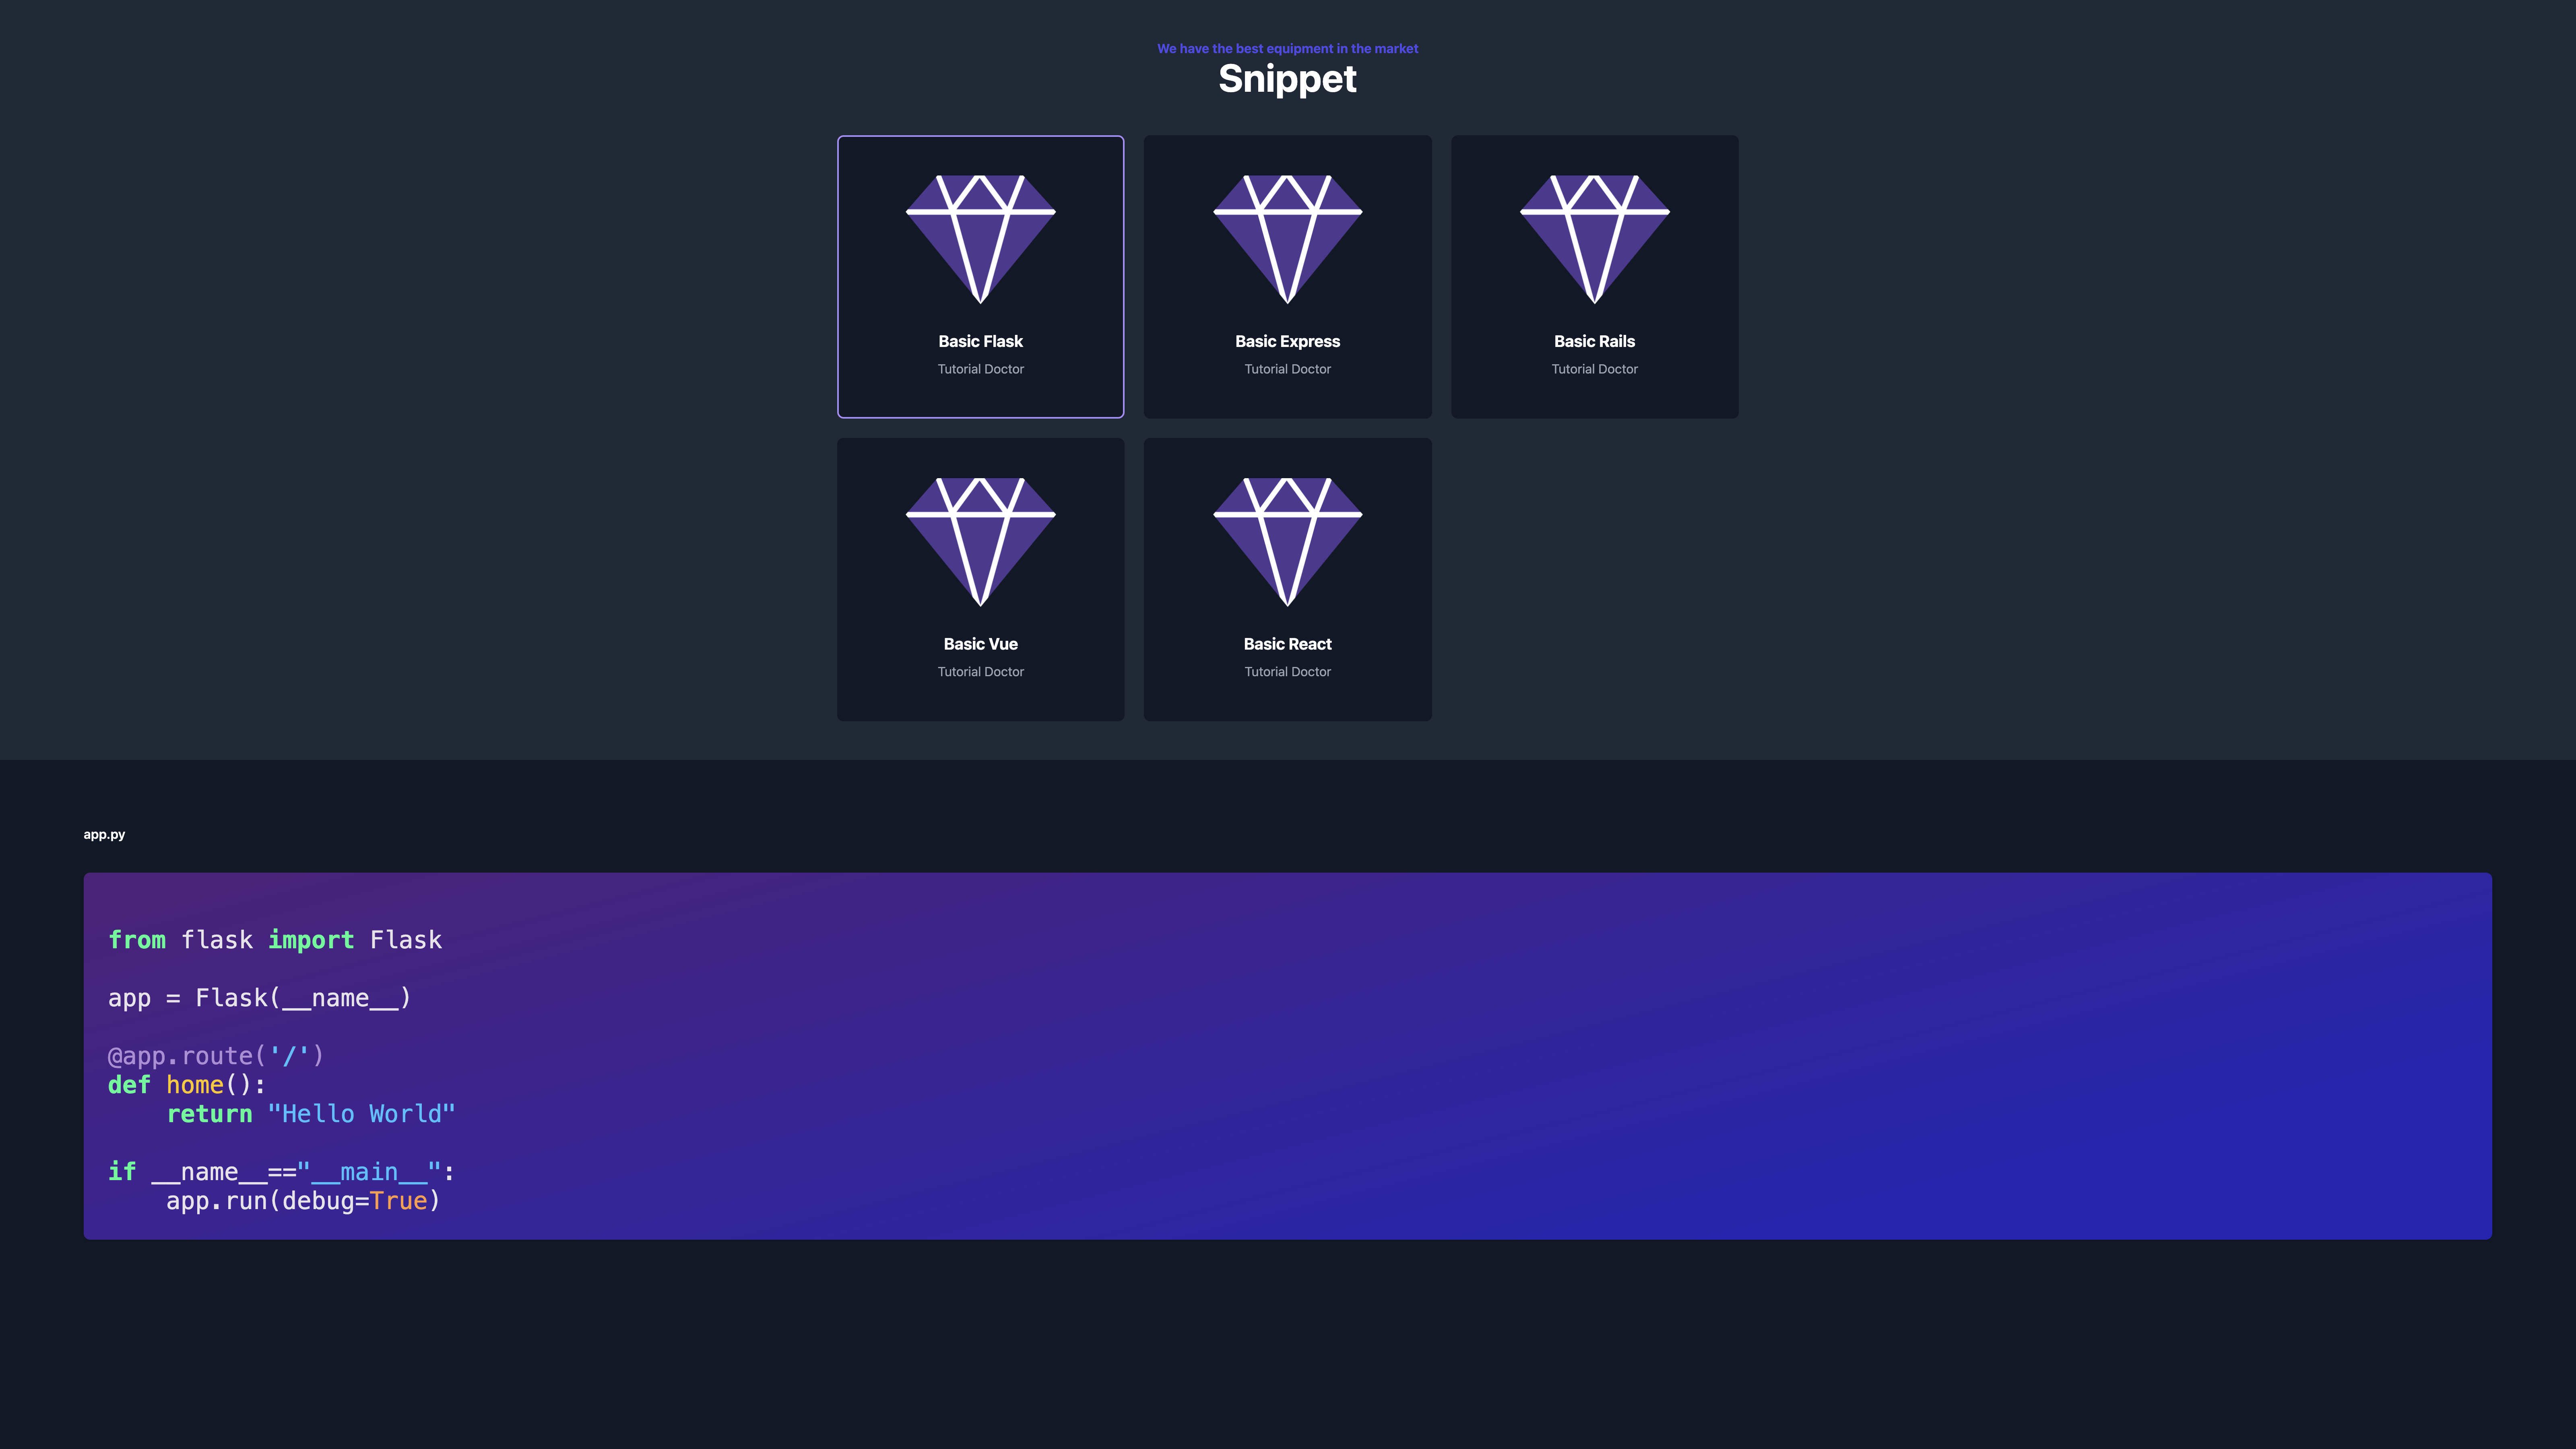 We have the best equipment in the market
Snippet
Basic Flask
Tutorial Doctor
Basic Express
Tutorial Doctor
Basic Rails
Tutorial Doctor
Basic Vue
Tutorial Doctor
Basic React
Tutorial Doctor
app.py
from flask import Flask
app = Flask(__name__)
@app.route('/')
def home():
    return "Hello World"
if __name__=="__main__":
    app.run(debug=True)